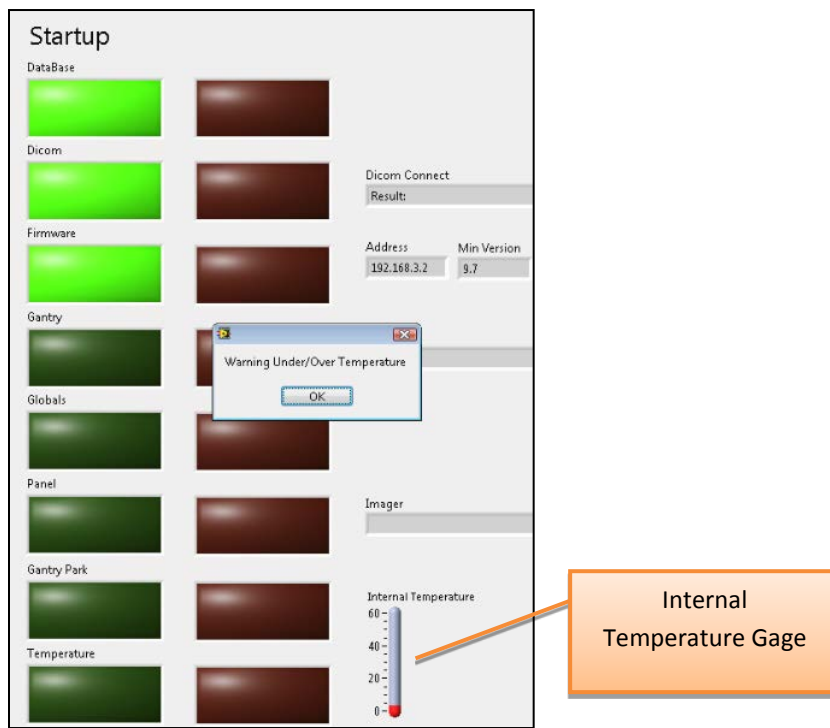 Startup
DataBase
Dicom
Dicom Connect
Result:
Firmware
Address Min Version
192.168.3.2 9.7
Gantry
Warning Under/Over Temperature
OK
Globals
Panel
Imager
Gantry Park
Internal Temperature
60
40
20
0
Temperature
Internal
Temperature Gage